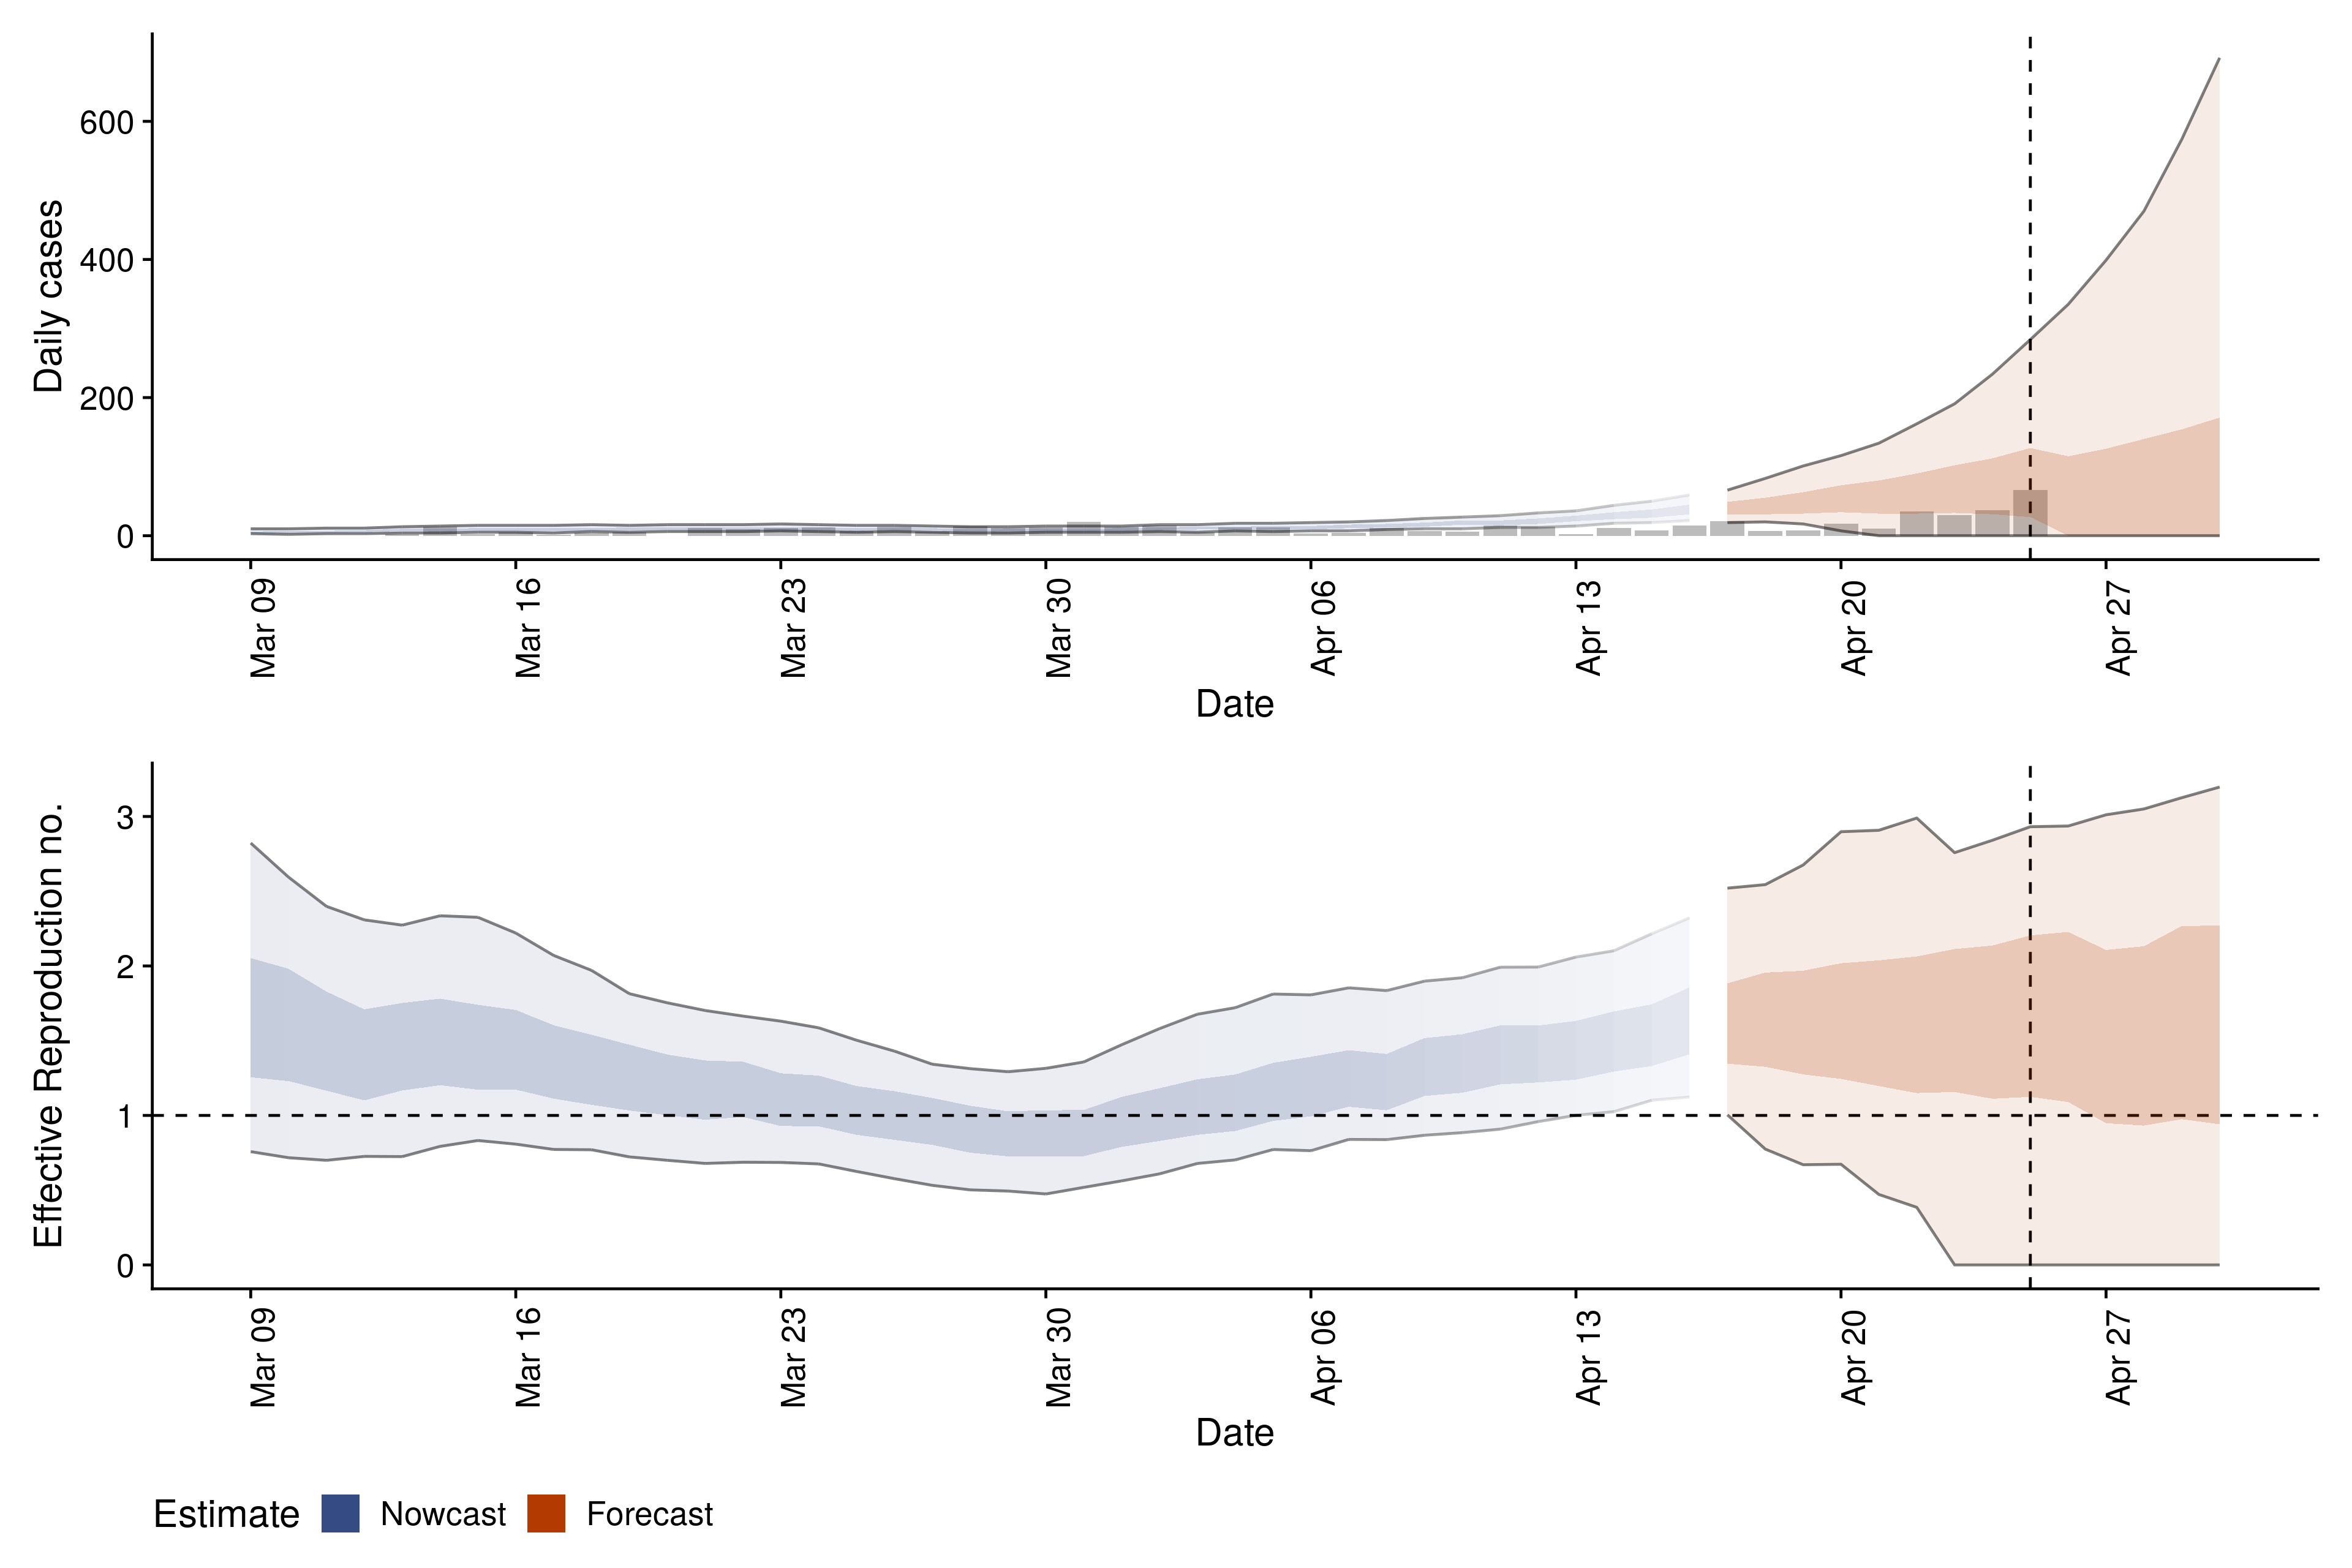 Daily cases
600
400
200
0
Mar 09
Mar 16
Mar 23
Mar 30
Apr 06
Apr 13
Apr 20
Apr 27
Date
Effective Reproduction no.
3
2
1
0
Mar 09
Mar 16
Mar 23
Mar 30
Apr 06
Apr 13
Apr 20
Apr 27
Date
Estimate Nowcast Forecast